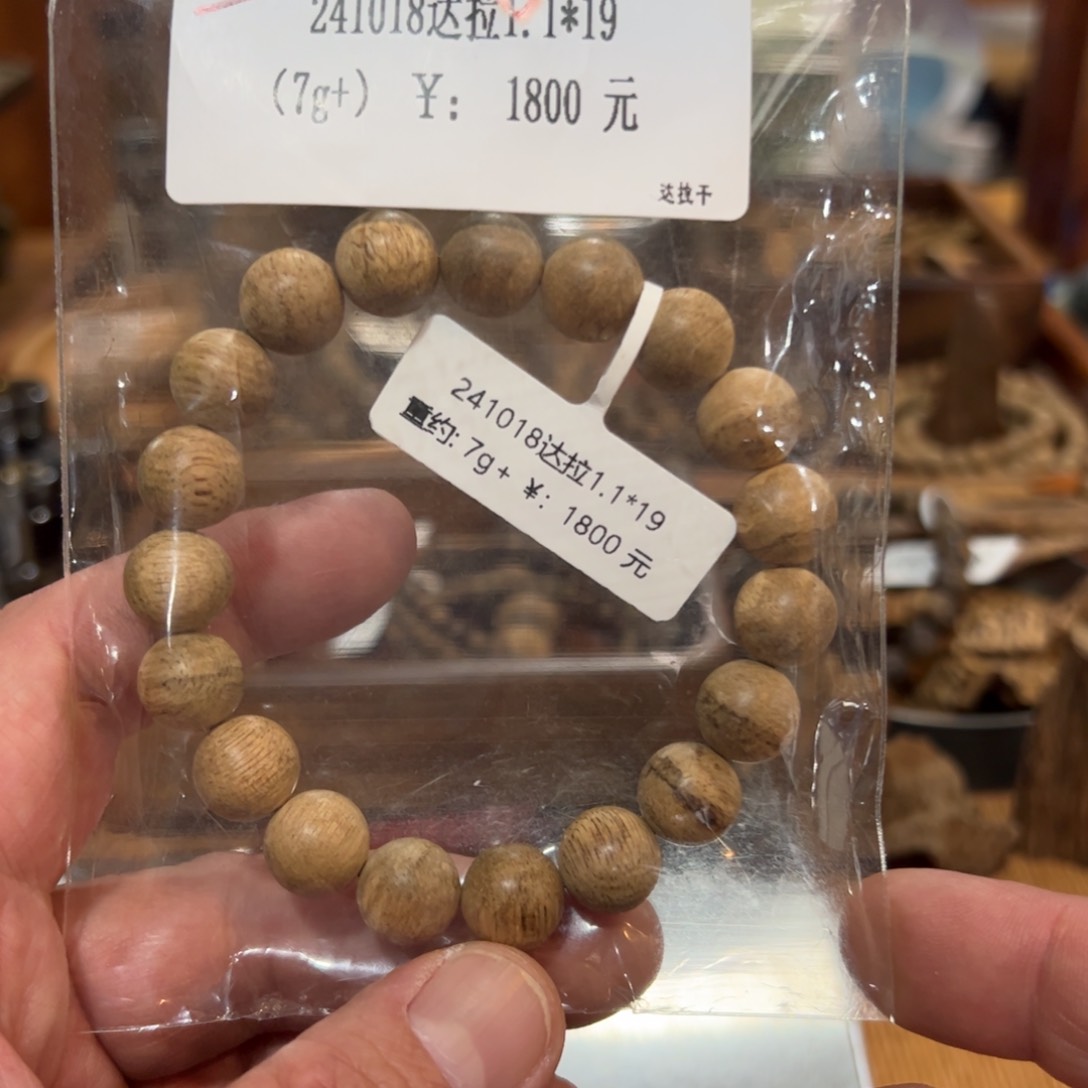 241018达拉1.1*19
(7g+) ¥: 1800 元
达拉干
241018达拉1.1*19
重约: 7g+ ¥: 1800 元